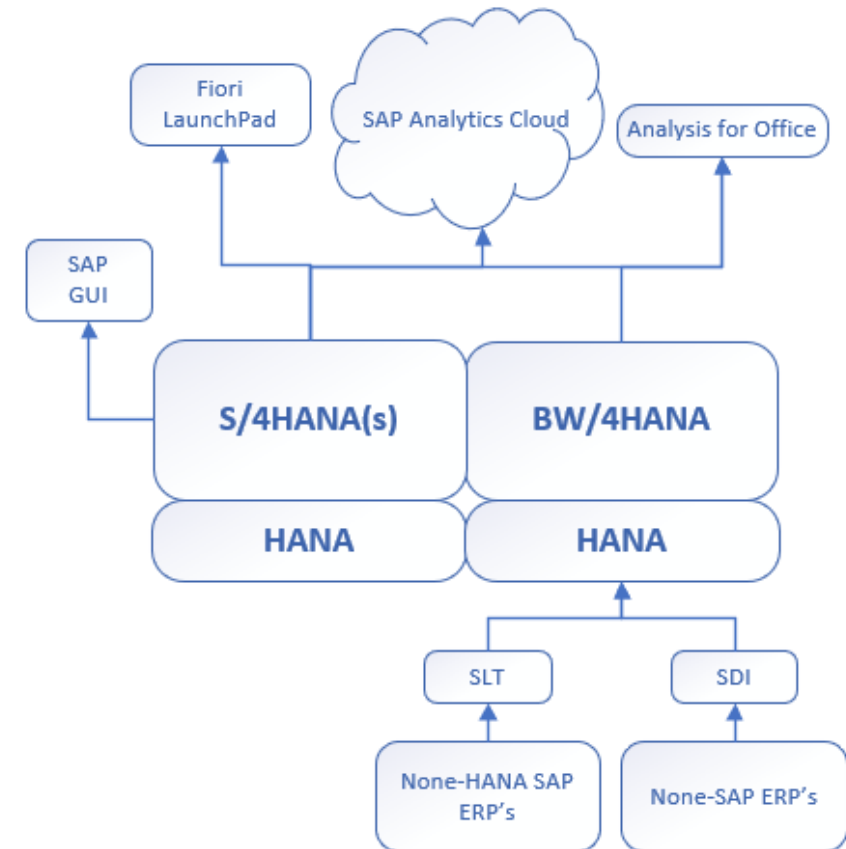 Fiori
LaunchPad
SAP Analytics Cloud
Analysis for Office
SAP
GUI
S/4HANA(s)
BW/4HANA
HANA
HANA
SLT
SDI
None-HANA SAP
ERP’s
None-SAP ERP’s